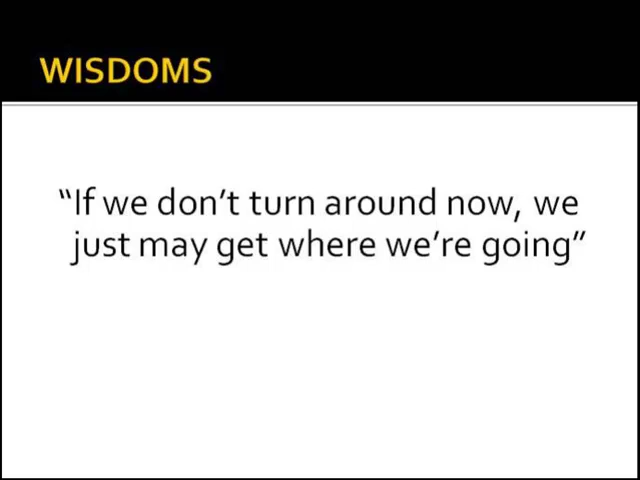 WISDOMS
“If we don’t turn around now, we
just may get where we’re going”